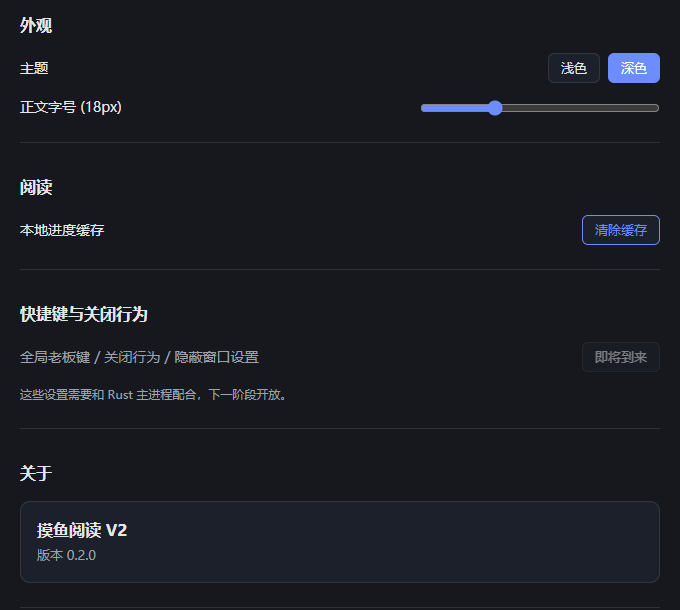 外观
主题
浅色
深色
正文字号 (18px)
阅读
本地进度缓存
清除缓存
快捷键与关闭行为
全局老板键 / 关闭行为 / 隐蔽窗口设置
即将到来
这些设置需要和 Rust 主进程配合，下一阶段开放。
关于
摸鱼阅读 V2
版本 0.2.0